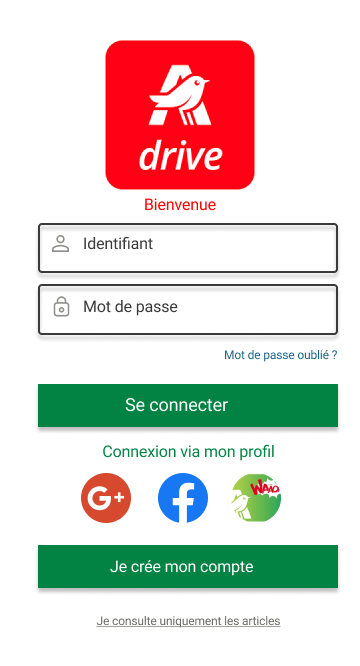 drive
Bienvenue
Identifiant
Mot de passe
Mot de passe oublié ?
Se connecter
Connexion via mon profil
G+
WAAO
Je crée mon compte
Je consulte uniquement les articles